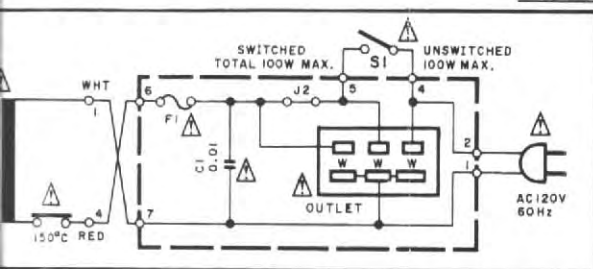 SWITCHED
TOTAL 100W MAX.
S1
UNSWITCHED
100W MAX.
WHT
1
6
F1
J2
5
4
C1
0.01
W W W
OUTLET
2
1
AC120V
60Hz
150°C
RED
4
7